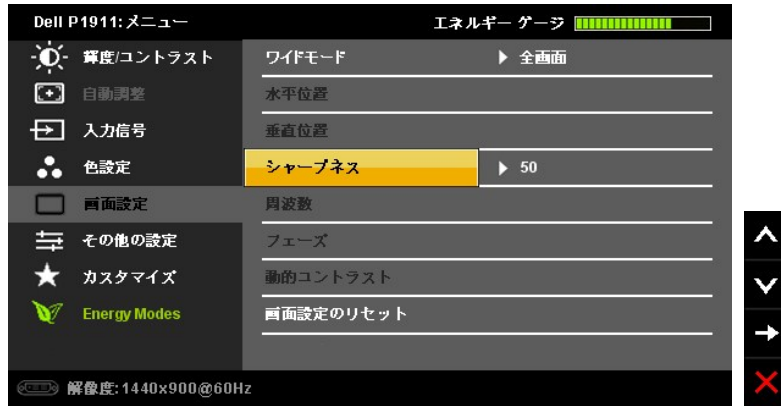 Dell P1911: メニュー
エネルギー ゲージ
輝度/コントラスト
自動調整
入力信号
色設定
画面設定
その他の設定
カスタマイズ
Energy Modes
ワイドモード
全画面
水平位置
垂直位置
シャープネス
50
周波数
フェーズ
動的コントラスト
画面設定のリセット
解像度: 1440x900@60Hz